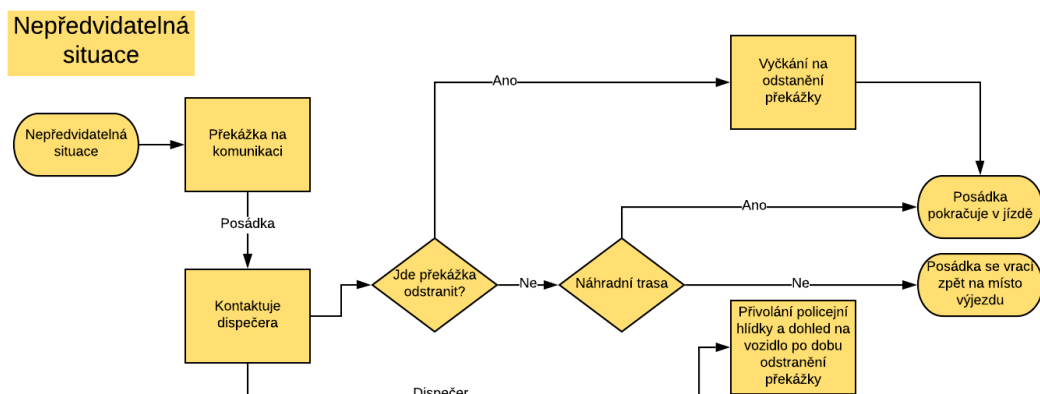 Nepředvidatelná
situace
Nepředvidatelná
situace
Překážka na
komunikaci
Posádka
Kontaktuje
dispečera
Jde překážka
odstranit?
Ano
Vyčkání na
odstanění
překážky
Ne
Náhradní trasa
Ano
Posádka
pokračuje v jízdě
Ne
Posádka se vrací
zpět na místo
výjezdu
Přivolání policejní
hlídky a dohled na
vozidlo po dobu
odstranění
překážky
Dispečer